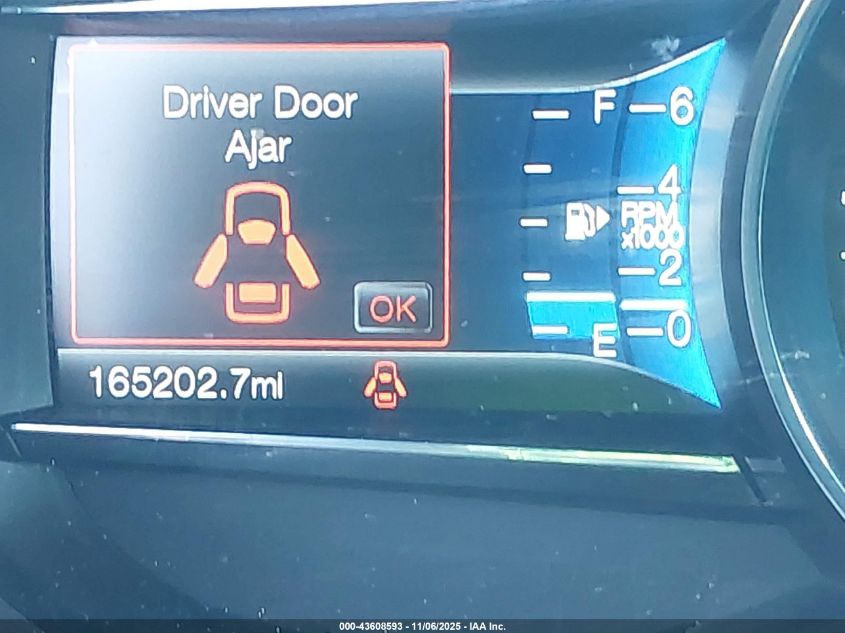 Driver Door
Ajar
OK
F
6
4
RPM
x1000
2
0
E
165202.7mi
000-43608593 - 11/06/2025 - IAA Inc.